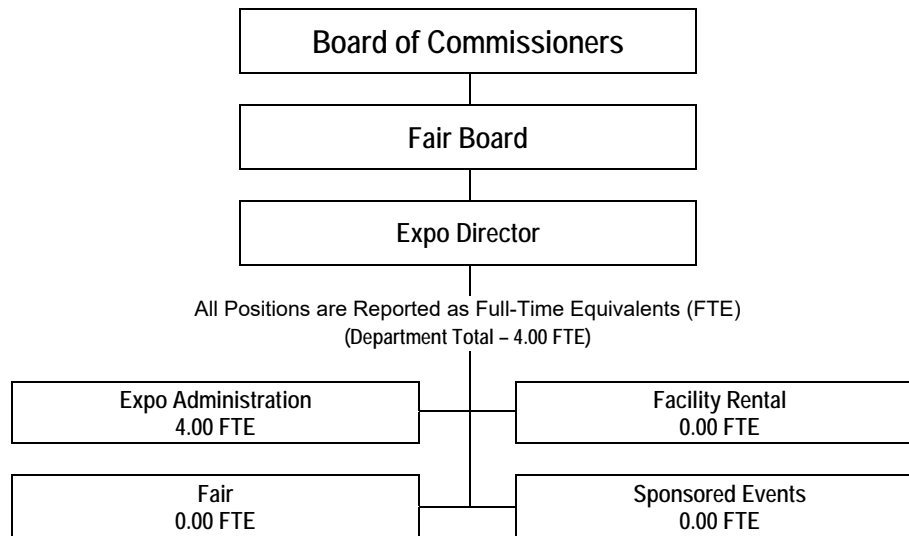 Board of Commissioners
Fair Board
Expo Director
All Positions are Reported as Full-Time Equivalents (FTE)
(Department Total – 4.00 FTE)
Expo Administration
4.00 FTE
Facility Rental
0.00 FTE
Fair
0.00 FTE
Sponsored Events
0.00 FTE